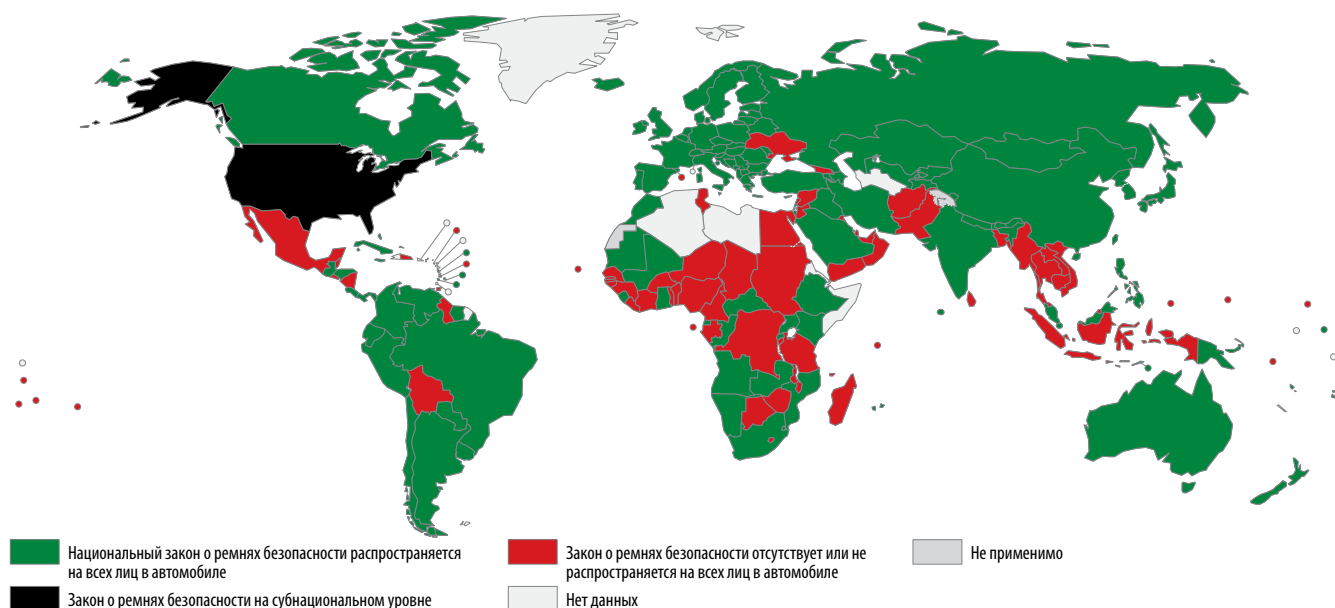 Национальный закон о ремнях безопасности распространяется
на всех лиц в автомобиле
Закон о ремнях безопасности на субнациональном уровне
Закон о ремнях безопасности отсутствует или не
распространяется на всех лиц в автомобиле
Нет данных
Не применимо